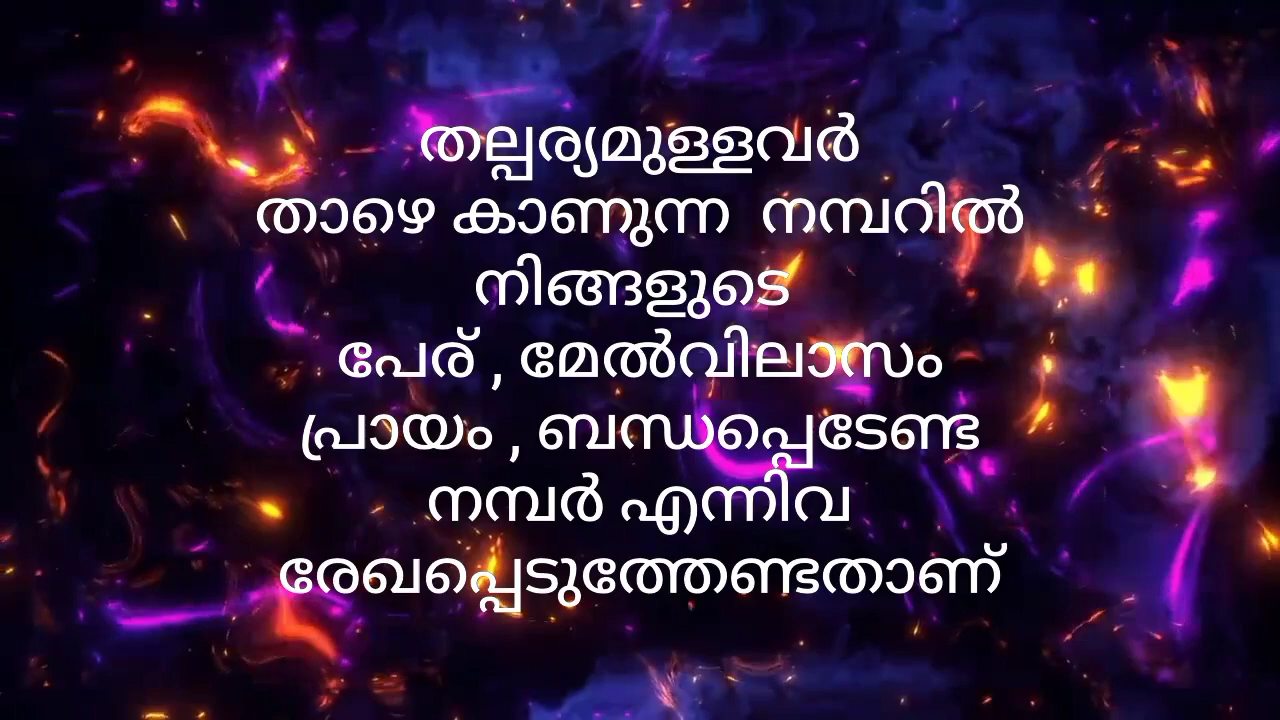 തല്പര്യമുള്ളവർ
താഴെ കാണുന്ന നമ്പറിൽ
നിങ്ങളുടെ
പേര് , മേൽവിലാസം
പ്രായം , ബന്ധപ്പെടേണ്ട
നമ്പർ എന്നിവ
രേഖപ്പെടുത്തേണ്ടതാണ്